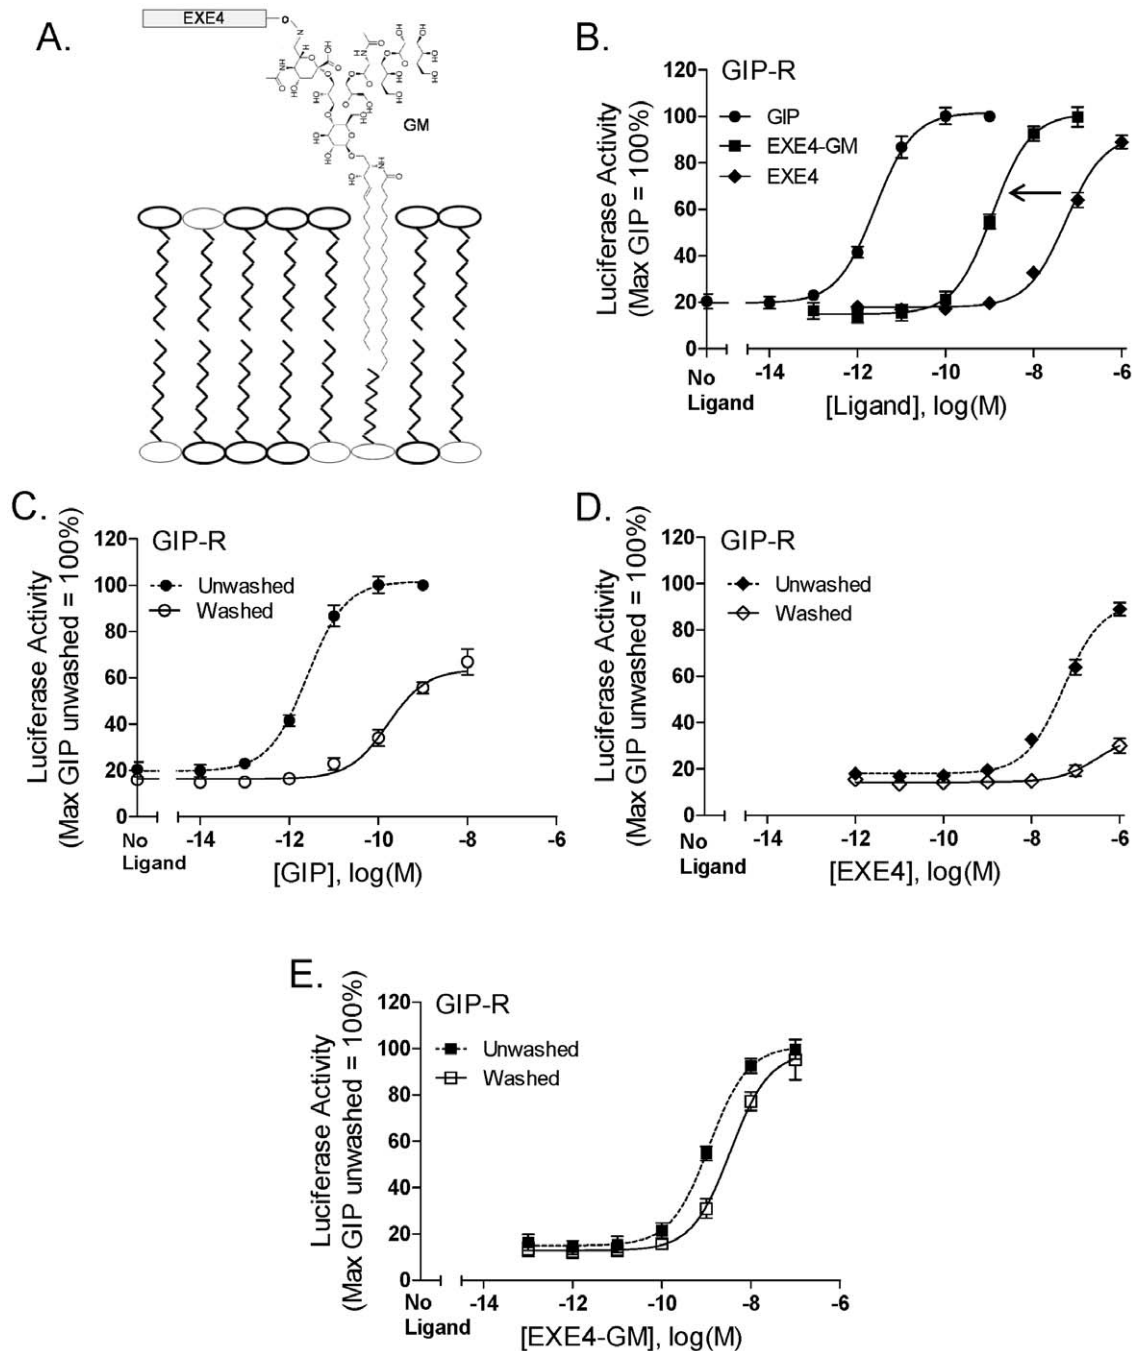 A.
EXE4
GM
B.
GIP-R
GIP
EXE4-GM
EXE4
Luciferase Activity
(Max GIP = 100%)
120
100
80
60
40
20
0
No
Ligand
-14
-12
-10
-8
-6
[Ligand], log(M)
C.
GIP-R
Unwashed
Washed
Luciferase Activity
(Max GIP unwashed = 100%)
120
100
80
60
40
20
0
No
Ligand
-14
-12
-10
-8
-6
[GIP], log(M)
D.
GIP-R
Unwashed
Washed
Luciferase Activity
(Max GIP unwashed = 100%)
120
100
80
60
40
20
0
No
Ligand
-14
-12
-10
-8
-6
[EXE4], log(M)
E.
GIP-R
Unwashed
Washed
Luciferase Activity
(Max GIP unwashed = 100%)
120
100
80
60
40
20
0
No
Ligand
-14
-12
-10
-8
-6
[EXE4-GM], log(M)